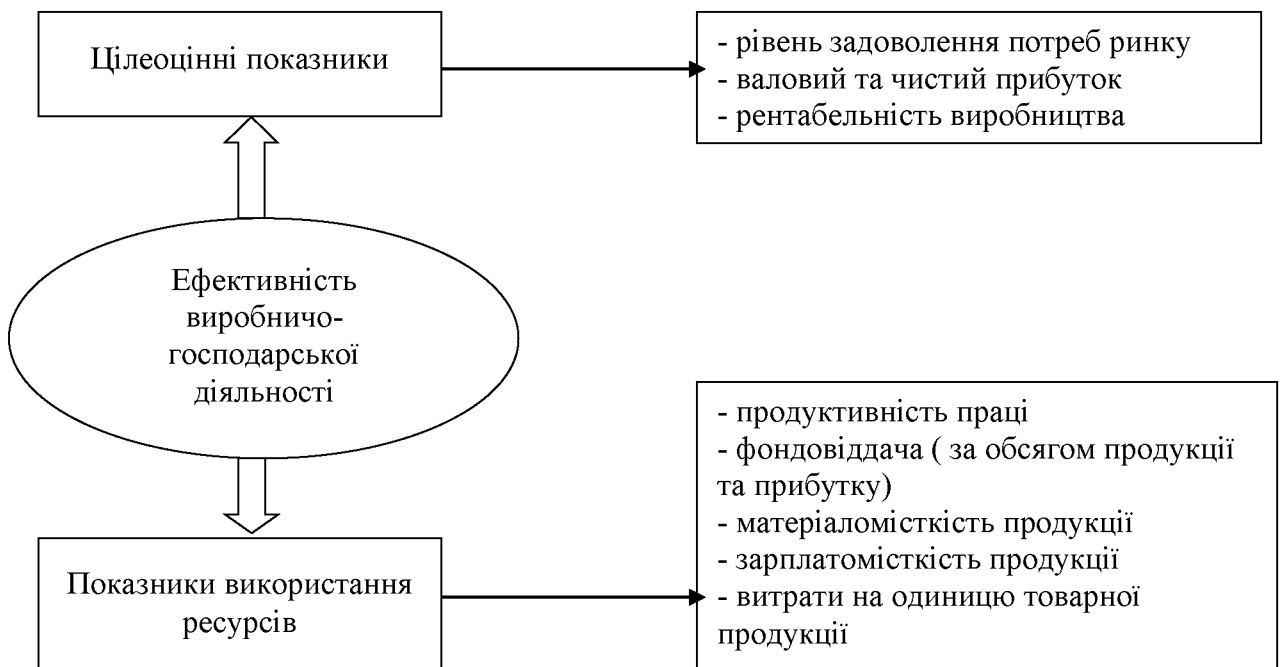 Цілеоцінні показники
- рівень задоволення потреб ринку
- валовий та чистий прибуток
- рентабельність виробництва
Ефективність
виробничо-
господарської
діяльності
- продуктивність праці
- фондовіддача ( за обсягом продукції
та прибутку)
- матеріаломісткість продукції
- зарплатомісткість продукції
- витрати на одиницю товарної
продукції
Показники використання
ресурсів